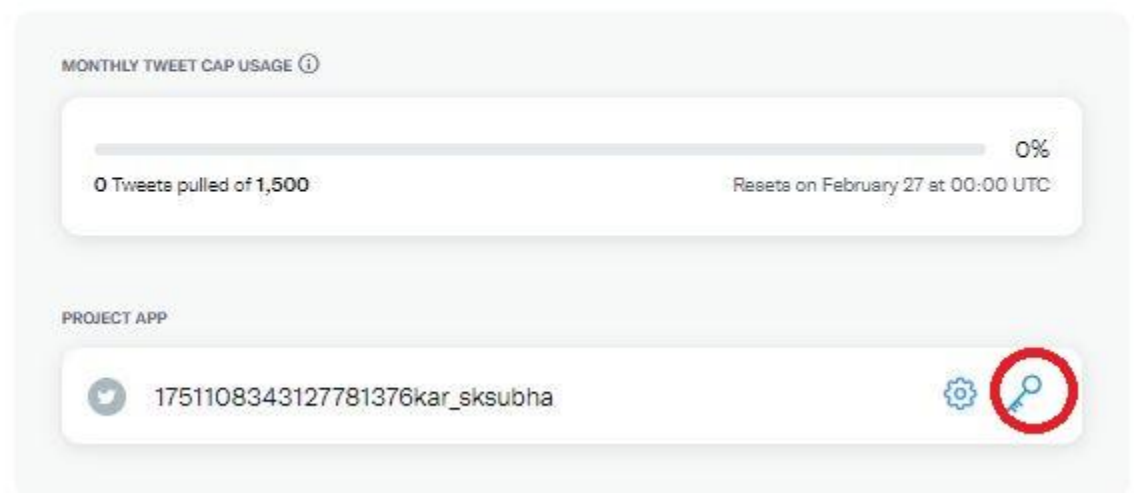 MONTHLY TWEET CAP USAGE
0%
0 Tweets pulled of 1,500 Resets on February 27 at 00:00 UTC
PROJECT APP
1751108343127781376kar_sksubha